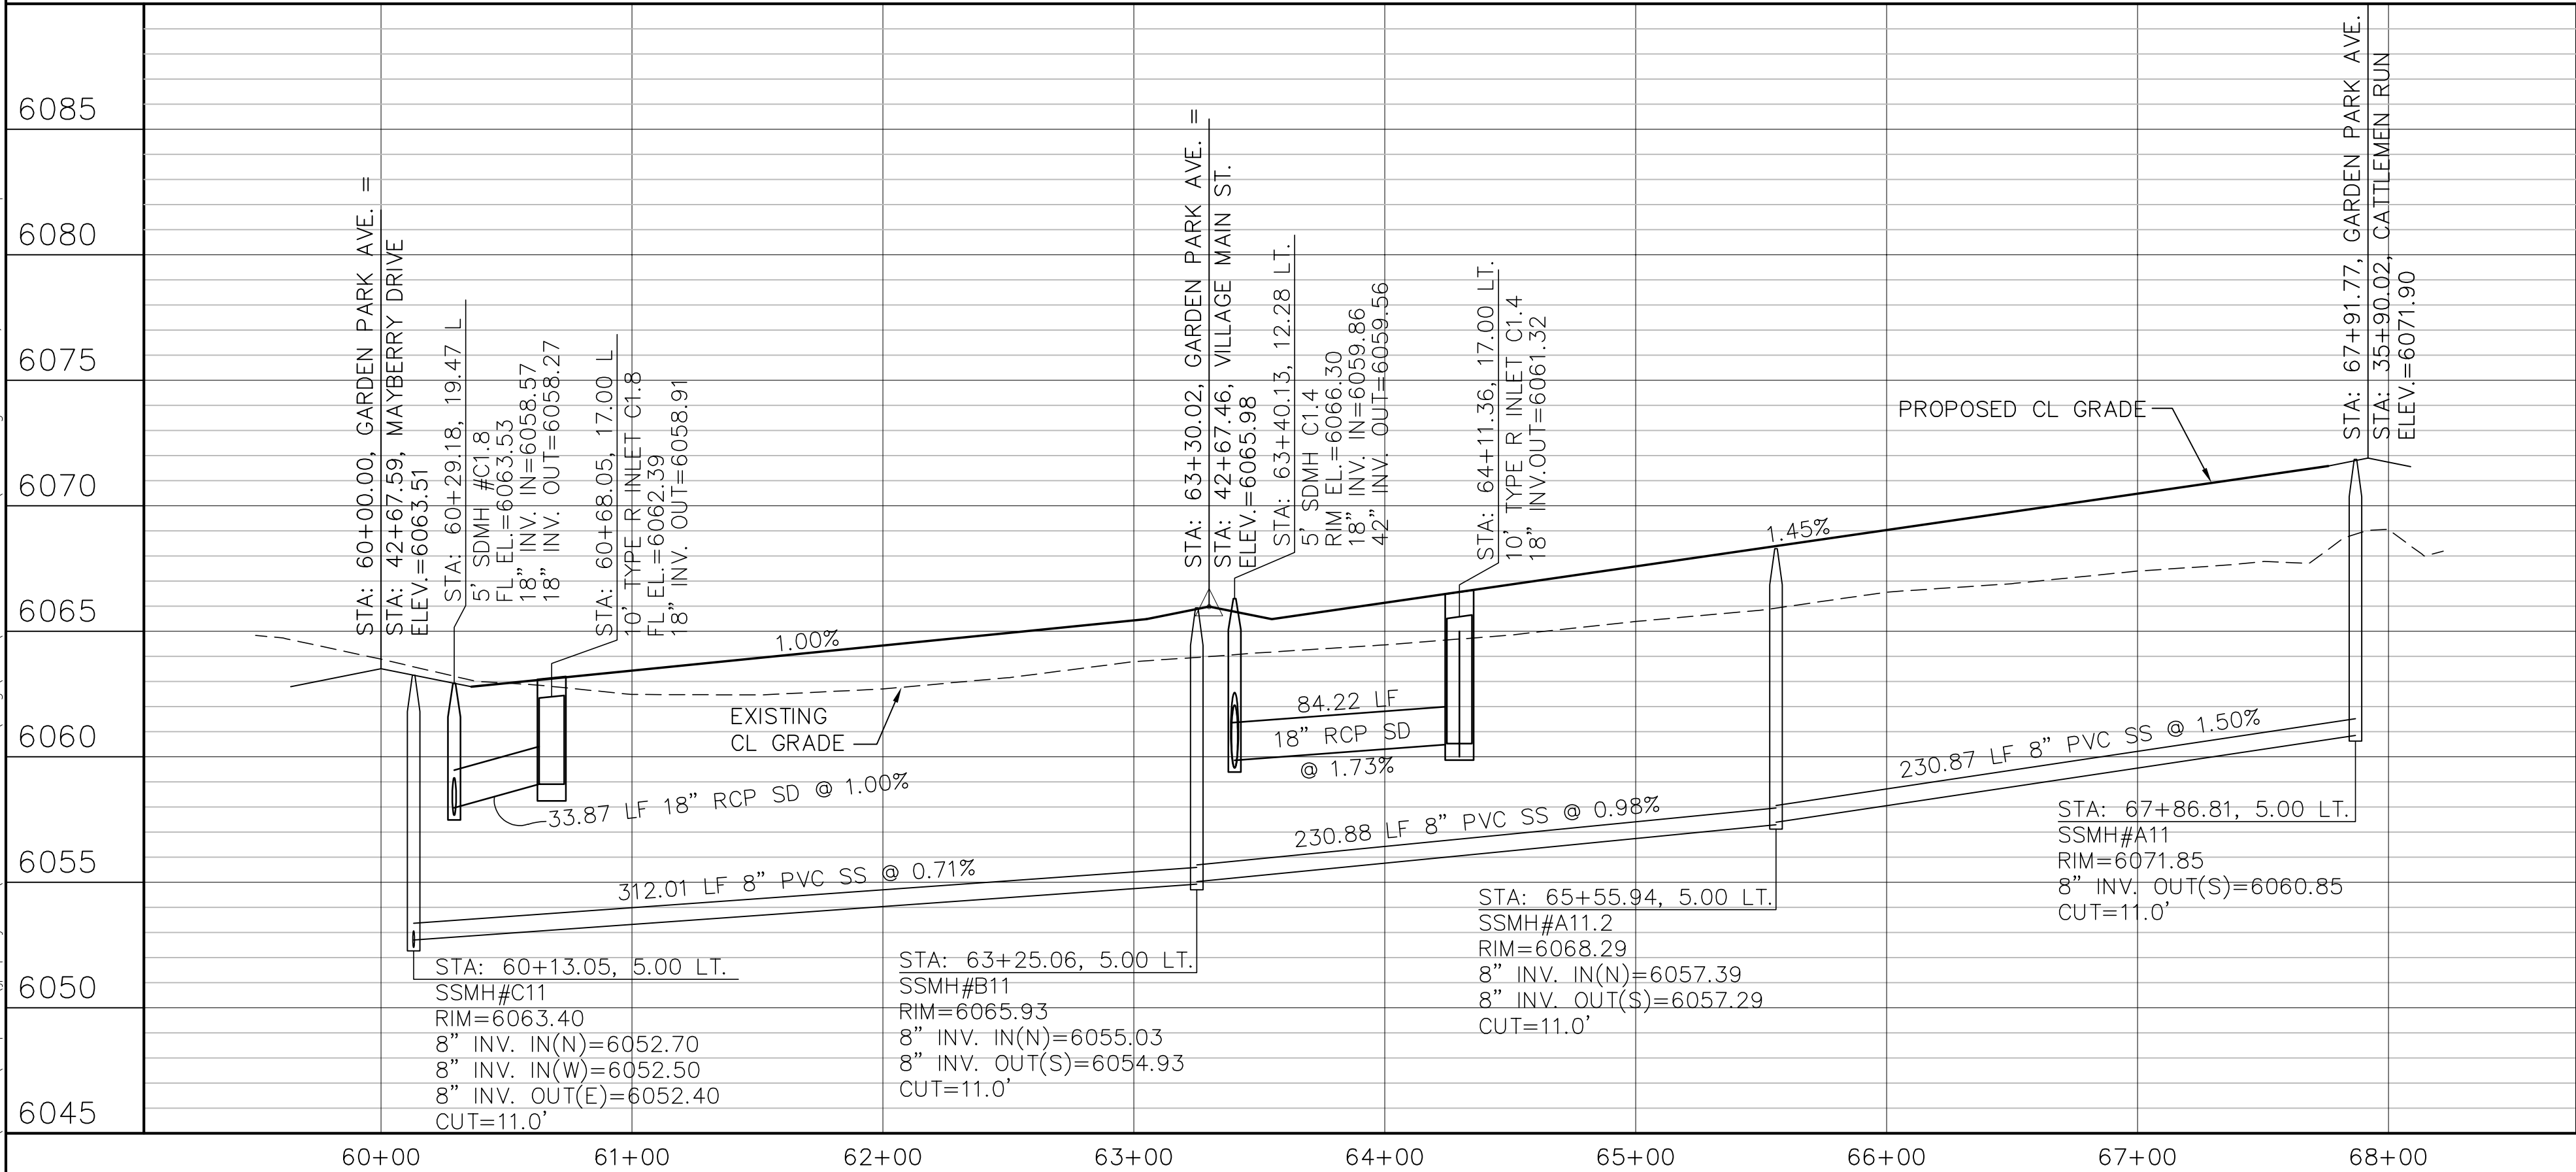 6085
6080
6075
6070
6065
6060
6055
6050
6045
STA: 60+00.00, GARDEN PARK AVE. =
STA: 42+67.59, MAYBERRY DRIVE
ELEV.=6063.51
STA: 60+29.18, 19.47 L
5' SDMH #C1.8
FL EL.=6063.53
18" INV. IN=6058.57
18" INV. OUT=6058.27
STA: 60+68.05, 17.00 L
10' TYPE R INLET C1.8
FL EL.=6062.39
18" INV. OUT=6058.91
STA: 63+30.02, GARDEN PARK AVE. =
STA: 42+67.46, VILLAGE MAIN ST.
ELEV.=6065.98
STA: 63+40.13, 12.28 LT.
5' SDMH C1.4
RIM EL.=6066.30
18" INV. IN=6059.86
42" INV. OUT=6059.56
STA: 64+11.36, 17.00 LT.
10' TYPE R INLET C1.4
18" INV.OUT=6061.32
STA: 67+91.77, GARDEN PARK AVE.
STA: 35+90.02, CATTLEMEN RUN
ELEV.=6071.90
PROPOSED CL GRADE
1.00%
1.45%
EXISTING
CL GRADE
84.22 LF
18" RCP SD
@ 1.73%
33.87 LF 18" RCP SD @ 1.00%
312.01 LF 8" PVC SS @ 0.71%
230.88 LF 8" PVC SS @ 0.98%
230.87 LF 8" PVC SS @ 1.50%
STA: 60+13.05, 5.00 LT.
SSMH#C11
RIM=6063.40
8" INV. IN(N)=6052.70
8" INV. IN(W)=6052.50
8" INV. OUT(E)=6052.40
CUT=11.0'
STA: 63+25.06, 5.00 LT.
SSMH#B11
RIM=6065.93
8" INV. IN(N)=6055.03
8" INV. OUT(S)=6054.93
CUT=11.0'
STA: 65+55.94, 5.00 LT.
SSMH#A11.2
RIM=6068.29
8" INV. IN(N)=6057.39
8" INV. OUT(S)=6057.29
CUT=11.0'
STA: 67+86.81, 5.00 LT.
SSMH#A11
RIM=6071.85
8" INV. OUT(S)=6060.85
CUT=11.0'
60+00
61+00
62+00
63+00
64+00
65+00
66+00
67+00
68+00